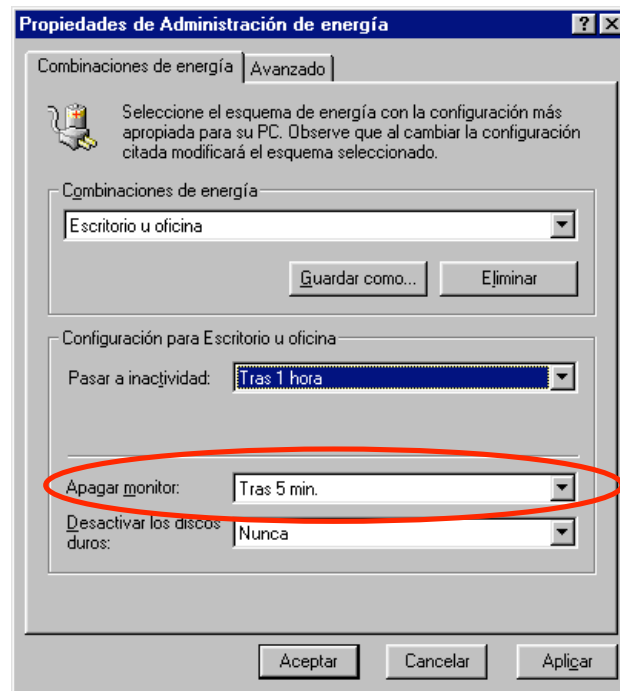 Propiedades de Administración de energía
Combinaciones de energía
Avanzado
Seleccione el esquema de energía con la configuración más
apropiada para su PC. Observe que al cambiar la configuración
citada modificará el esquema seleccionado.
Combinaciones de energía
Escritorio u oficina
Guardar como...
Eliminar
Configuración para Escritorio u oficina
Pasar a inactividad:
Tras 1 hora
Apagar monitor:
Tras 5 min.
Desactivar los discos
duros:
Nunca
Aceptar
Cancelar
Aplicar